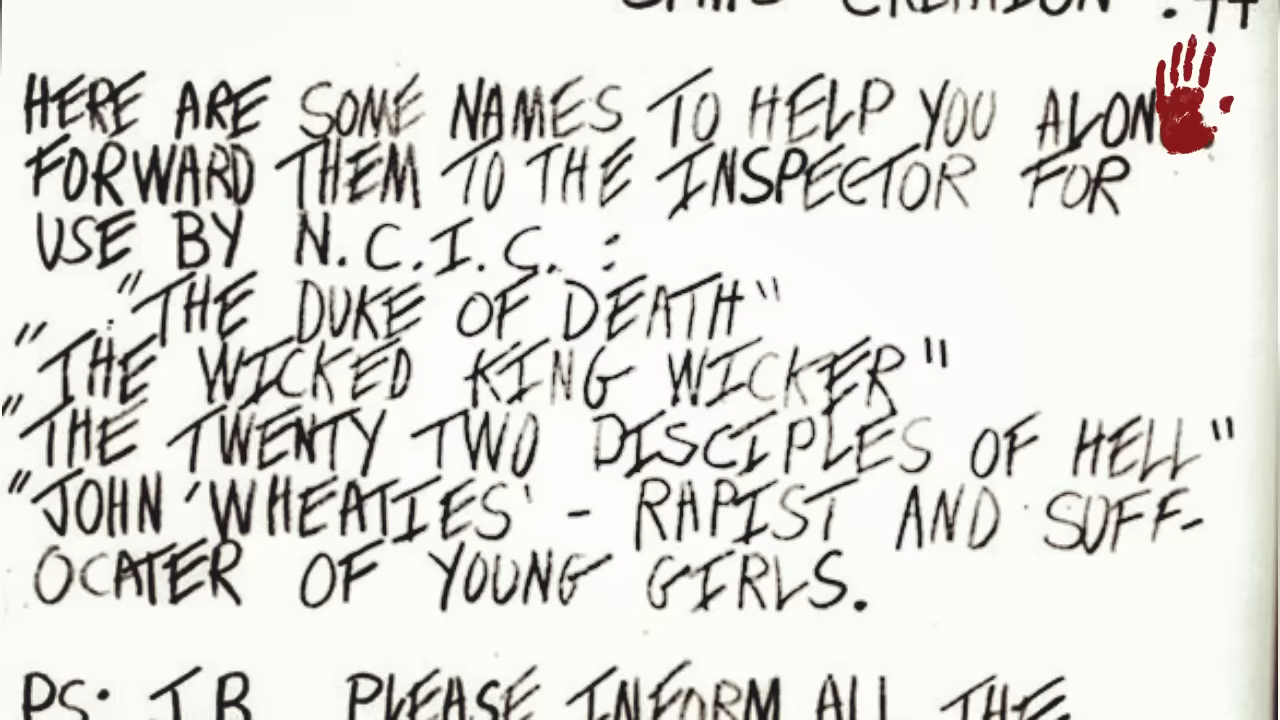 HERE ARE SOME NAMES TO HELP YOU ALON
FORWARD THEM TO THE INSPECTOR FOR
USE BY N.C.I.C. :
"THE DUKE OF DEATH"
"THE WICKED KING WICKER"
"THE TWENTY TWO DISCIPLES OF HELL"
"JOHN 'WHEATIES' - RAPIST AND SUFF-
OCATER OF YOUNG GIRLS.
PS: J.B. PLEASE INFORM ALL THE